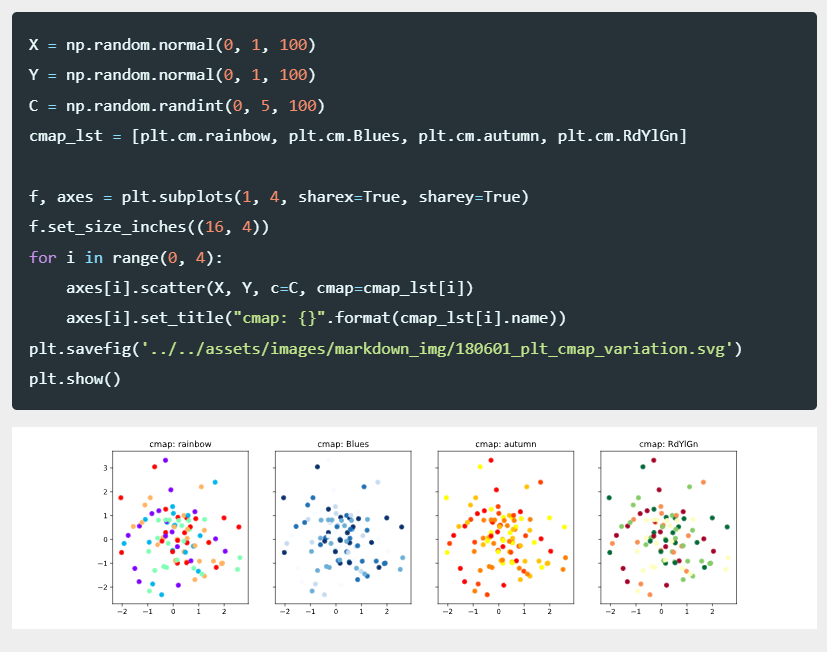 X = np.random.normal(0, 1, 100)
Y = np.random.normal(0, 1, 100)
C = np.random.randint(0, 5, 100)
cmap_lst = [plt.cm.rainbow, plt.cm.Blues, plt.cm.autumn, plt.cm.RdYlGn]
f, axes = plt.subplots(1, 4, sharex=True, sharey=True)
f.set_size_inches((16, 4))
for i in range(0, 4):
    axes[i].scatter(X, Y, c=C, cmap=cmap_lst[i])
    axes[i].set_title("cmap: {}".format(cmap_lst[i].name))
plt.savefig('../../assets/images/markdown_img/180601_plt_cmap_variation.svg')
plt.show()
cmap: rainbow cmap: Blues cmap: autumn cmap: RdYlGn
3
2
1
0
−1
−2
−2 −1 0 1 2 −2 −1 0 1 2 −2 −1 0 1 2 −2 −1 0 1 2